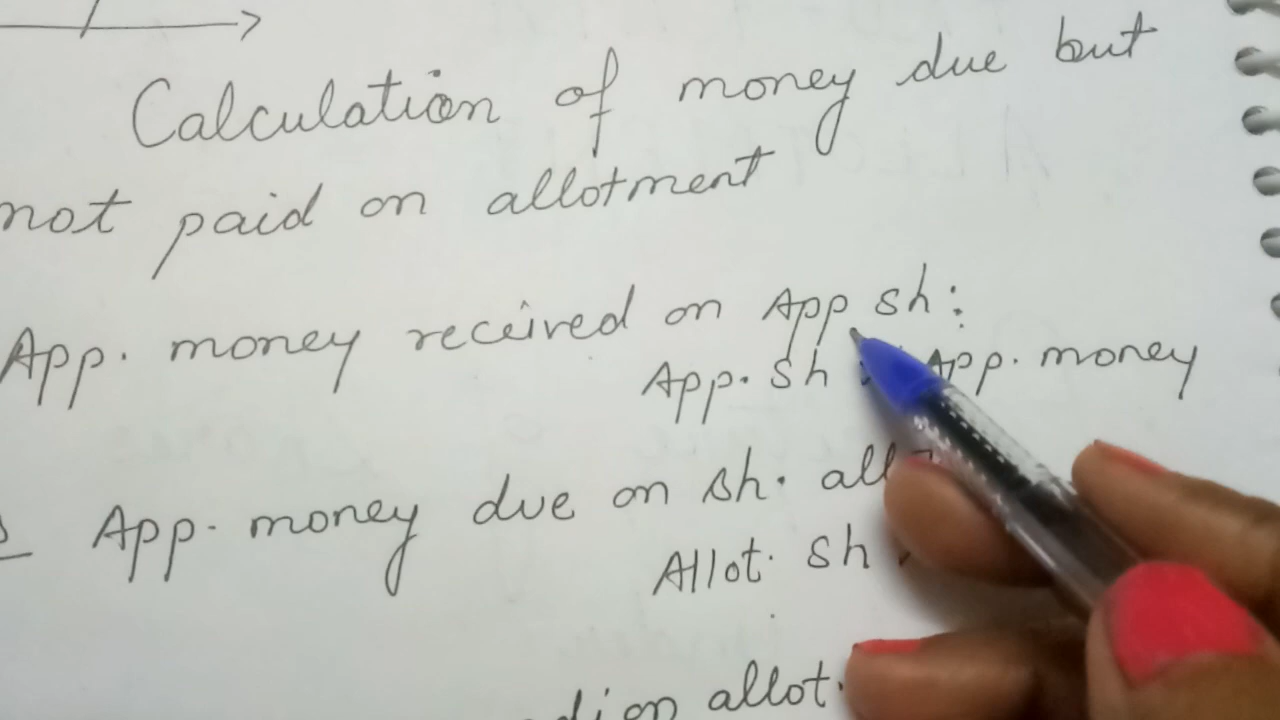 Calculation of money due but
not paid on allotment
App. money received on App sh:
App. sh App. money
App. money due on sh.
Allot. sh
on allot.